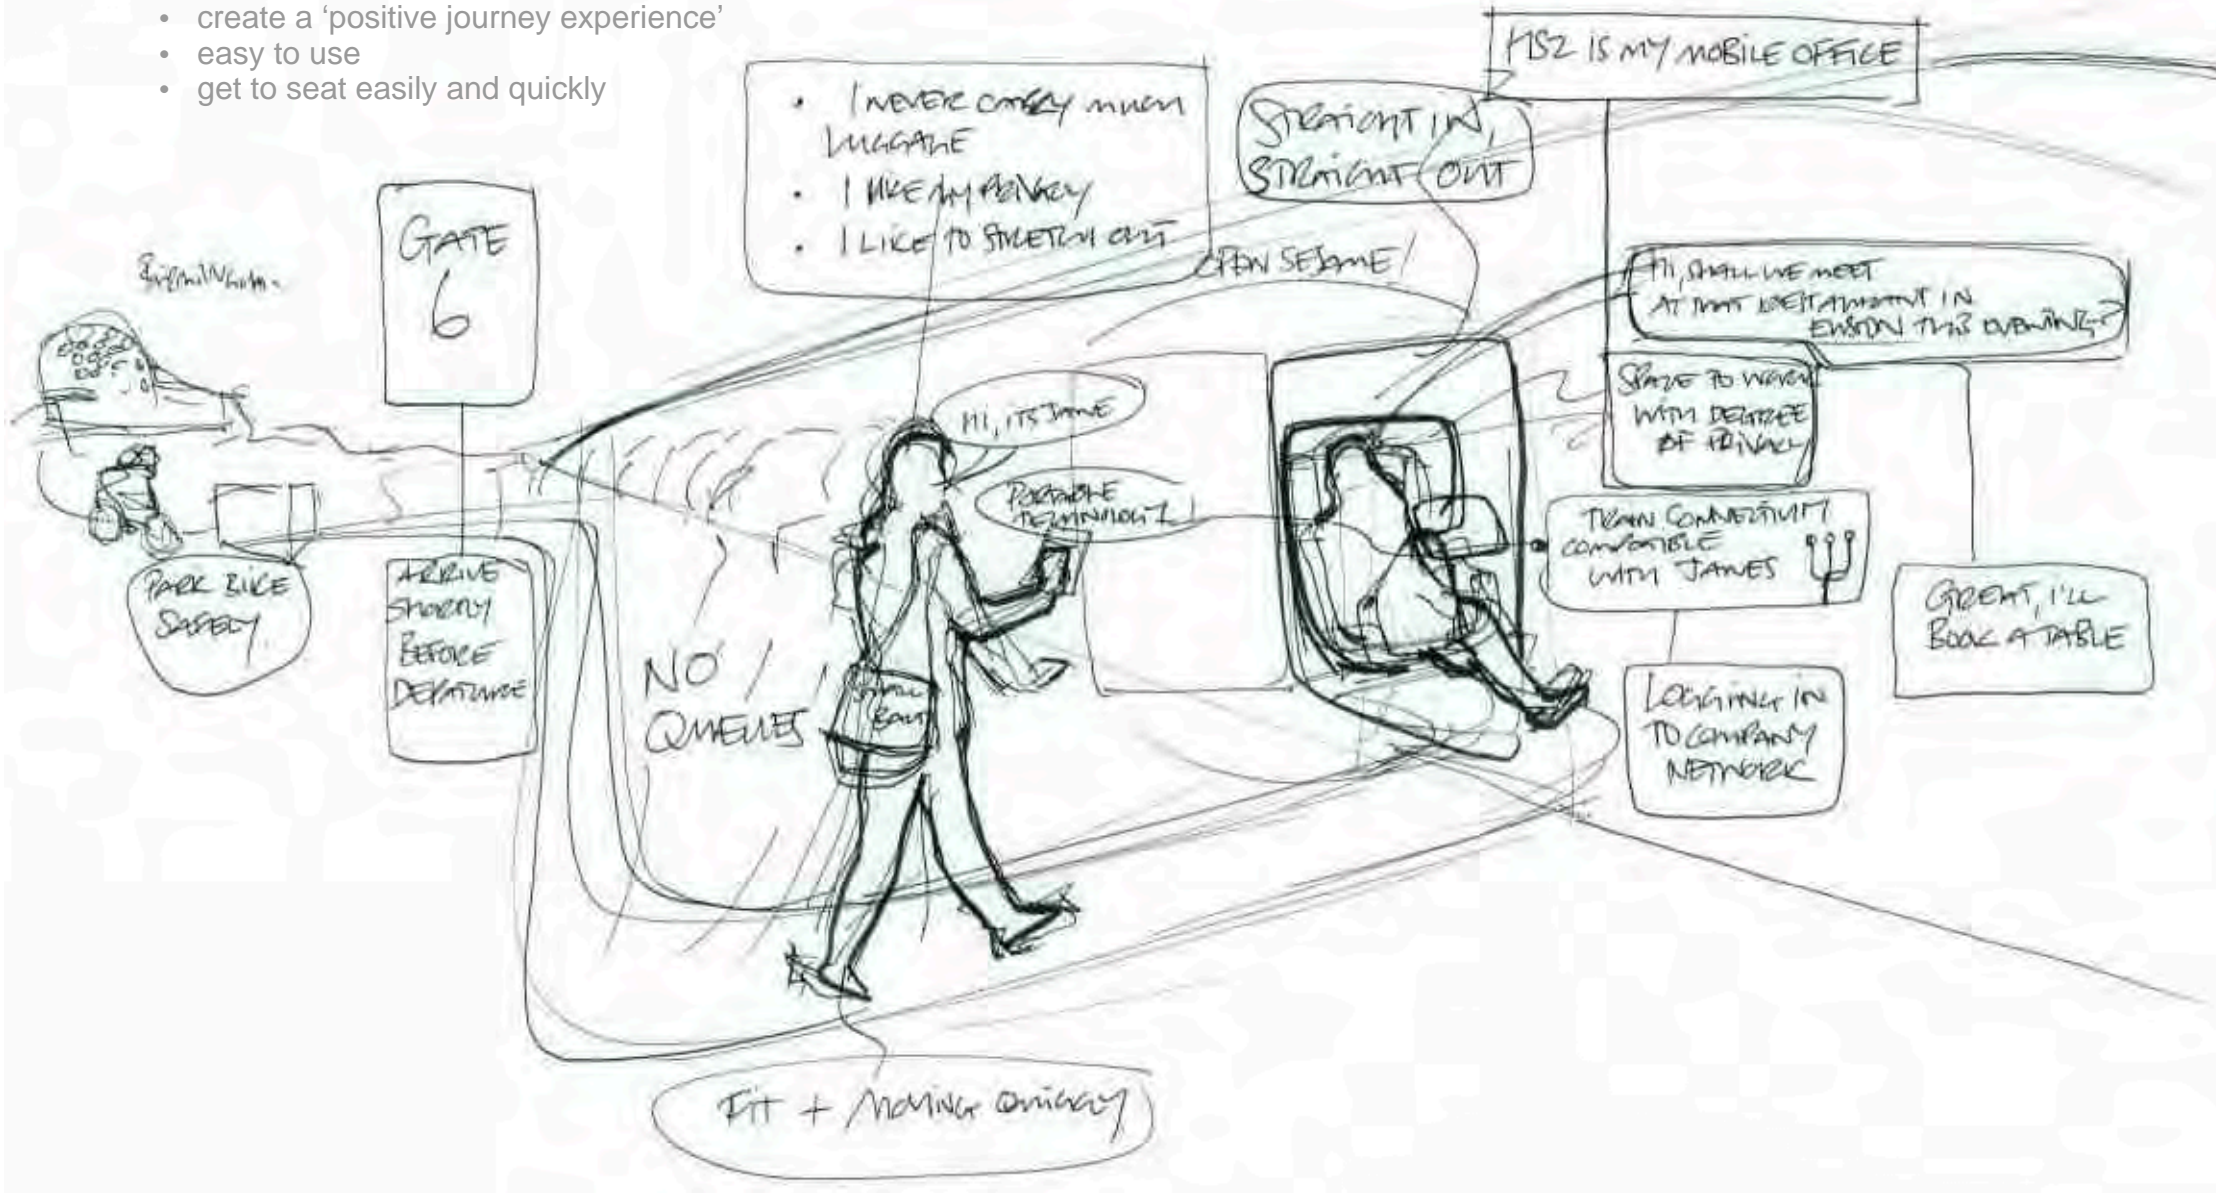 • create a ‘positive journey experience’
• easy to use
• get to seat easily and quickly
HS2 IS MY MOBILE OFFICE
• I NEVER CARRY MUCH
LUGGAGE
• I LIKE MY PRIVACY
• I LIKE TO STRETCH OUT
STRAIGHT IN,
STRAIGHT OUT
OPEN SESAME!
GATE
6
HI, SHALL WE MEET
AT THAT RESTAURANT IN
EUSTON THIS EVENING?
HI, ITS JANE
SPACE TO WORK
WITH DEGREE
OF PRIVACY
PORTABLE
TECHNOLOGY
TRAIN CONNECTIVITY
COMPATIBLE
WITH JANES
PARK BIKE
SAFELY
ARRIVE
SHORTLY
BEFORE
DEPARTURE
NO
QUEUES
SMALL
BAG
GREAT, I'LL
BOOK A TABLE
LOGGING IN
TO COMPANY
NETWORK
FIT + MOVING QUICKLY